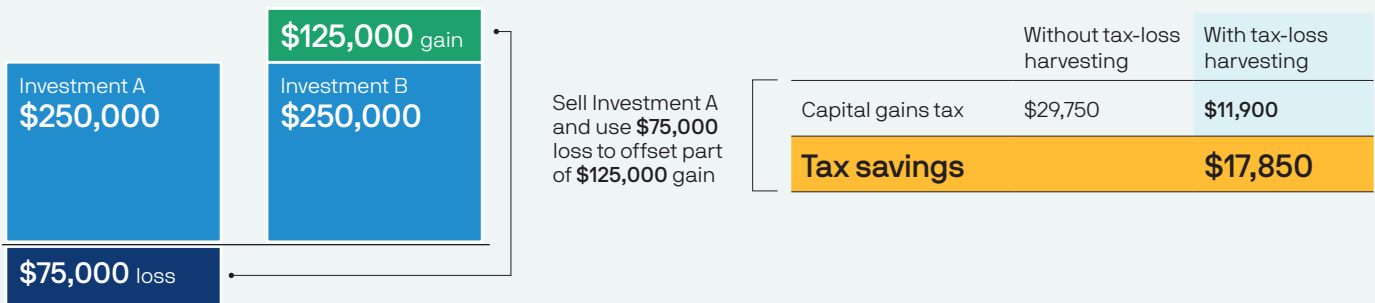 $125,000 gain
Investment A
$250,000
Investment B
$250,000
$75,000 loss
Sell Investment A
and use $75,000
loss to offset part
of $125,000 gain
Without tax-loss
harvesting
With tax-loss
harvesting
Capital gains tax $29,750 $11,900
Tax savings $17,850